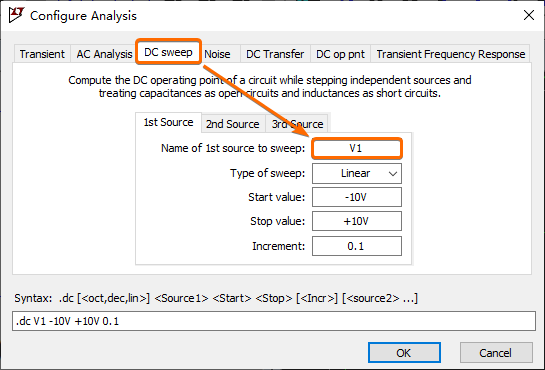 Configure Analysis
Transient AC Analysis DC sweep Noise DC Transfer DC op pnt Transient Frequency Response
Compute the DC operating point of a circuit while stepping independent sources and
treating capacitances as open circuits and inductances as short circuits.
1st Source 2nd Source 3rd Source
Name of 1st source to sweep: V1
Type of sweep: Linear
Start value: -10V
Stop value: +10V
Increment: 0.1
Syntax: .dc [<oct,dec,lin>] <Source1> <Start> <Stop> [<Incr>] [<source2> ...]
.dc V1 -10V +10V 0.1
OK Cancel